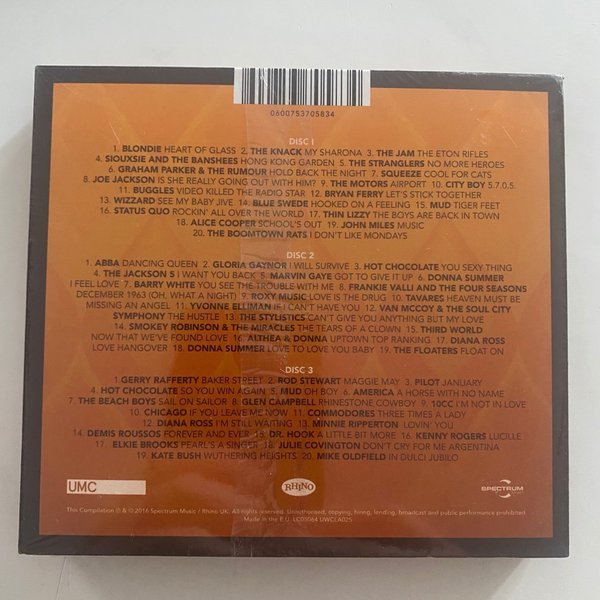 0600753705834
DISC 1
1. BLONDIE HEART OF GLASS 2. THE KNACK MY SHARONA 3. THE JAM THE ETON RIFLES
4. SIOUXSIE AND THE BANSHEES HONG KONG GARDEN 5. THE STRANGLERS NO MORE HEROES
6. GRAHAM PARKER & THE RUMOUR HOLD BACK THE NIGHT 7. SQUEEZE COOL FOR CATS
8. JOE JACKSON IS SHE REALLY GOING OUT WITH HIM? 9. THE MOTORS AIRPORT 10. CITY BOY 5.7.0.5.
11. BUGGLES VIDEO KILLED THE RADIO STAR 12. BRYAN FERRY LET'S STICK TOGETHER
13. WIZZARD SEE MY BABY JIVE. 14. BLUE SWEDE HOOKED ON A FEELING 15. MUD TIGER FEET
16. STATUS QUO ROCKIN' ALL OVER THE WORLD 17. THIN LIZZY THE BOYS ARE BACK IN TOWN
18. ALICE COOPER SCHOOL'S OUT 19. JOHN MILES MUSIC
20. THE BOOMTOWN RATS I DON'T LIKE MONDAYS
DISC 2
1. ABBA DANCING QUEEN 2. GLORIA GAYNOR I WILL SURVIVE 3. HOT CHOCOLATE YOU SEXY THING
4. THE JACKSON 5 I WANT YOU BACK 5. MARVIN GAYE GOT TO GIVE IT UP 6. DONNA SUMMER
I FEEL LOVE 7. BARRY WHITE YOU SEE THE TROUBLE WITH ME 8. FRANKIE VALLI AND THE FOUR SEASONS
DECEMBER 1963 (OH, WHAT A NIGHT) 9. ROXY MUSIC LOVE IS THE DRUG 10. TAVARES HEAVEN MUST BE
MISSING AN ANGEL 11. YVONNE ELLIMAN IF I CAN'T HAVE YOU 12. VAN MCCOY & THE SOUL CITY
SYMPHONY THE HUSTLE 13. THE STYLISTICS CAN'T GIVE YOU ANYTHING BUT MY LOVE
14. SMOKEY ROBINSON & THE MIRACLES THE TEARS OF A CLOWN 15. THIRD WORLD
NOW THAT WE'VE FOUND LOVE 16. ALTHEA & DONNA UPTOWN TOP RANKING 17. DIANA ROSS
LOVE HANGOVER 18. DONNA SUMMER LOVE TO LOVE YOU BABY 19. THE FLOATERS FLOAT ON
DISC 3
1. GERRY RAFFERTY BAKER STREET 2. ROD STEWART MAGGIE MAY 3. PILOT JANUARY
4. HOT CHOCOLATE SO YOU WIN AGAIN 5. MUD OH BOY 6. AMERICA A HORSE WITH NO NAME
7. THE BEACH BOYS SAIL ON SAILOR 8. GLEN CAMPBELL RHINESTONE COWBOY 9. 10CC I'M NOT IN LOVE
10. CHICAGO IF YOU LEAVE ME NOW 11. COMMODORES THREE TIMES A LADY
12. DIANA ROSS I'M STILL WAITING 13. MINNIE RIPPERTON LOVIN' YOU
14. DEMIS ROUSSOS FOREVER AND EVER 15. DR. HOOK A LITTLE BIT MORE 16. KENNY ROGERS LUCILLE
17. ELKIE BROOKS PEARL'S A SINGER 18. JULIE COVINGTON DON'T CRY FOR ME ARGENTINA
19. KATE BUSH WUTHERING HEIGHTS 20. MIKE OLDFIELD IN DULCI JUBILO
UMC RHINO SPECTRUM
This Compilation ℗ & © 2016 Spectrum Music / Rhino UK. All rights reserved. Unauthorised, copying, hiring, lending, broadcast and public performance prohibited.
Made in the E.U. LC05064 UWCLA025